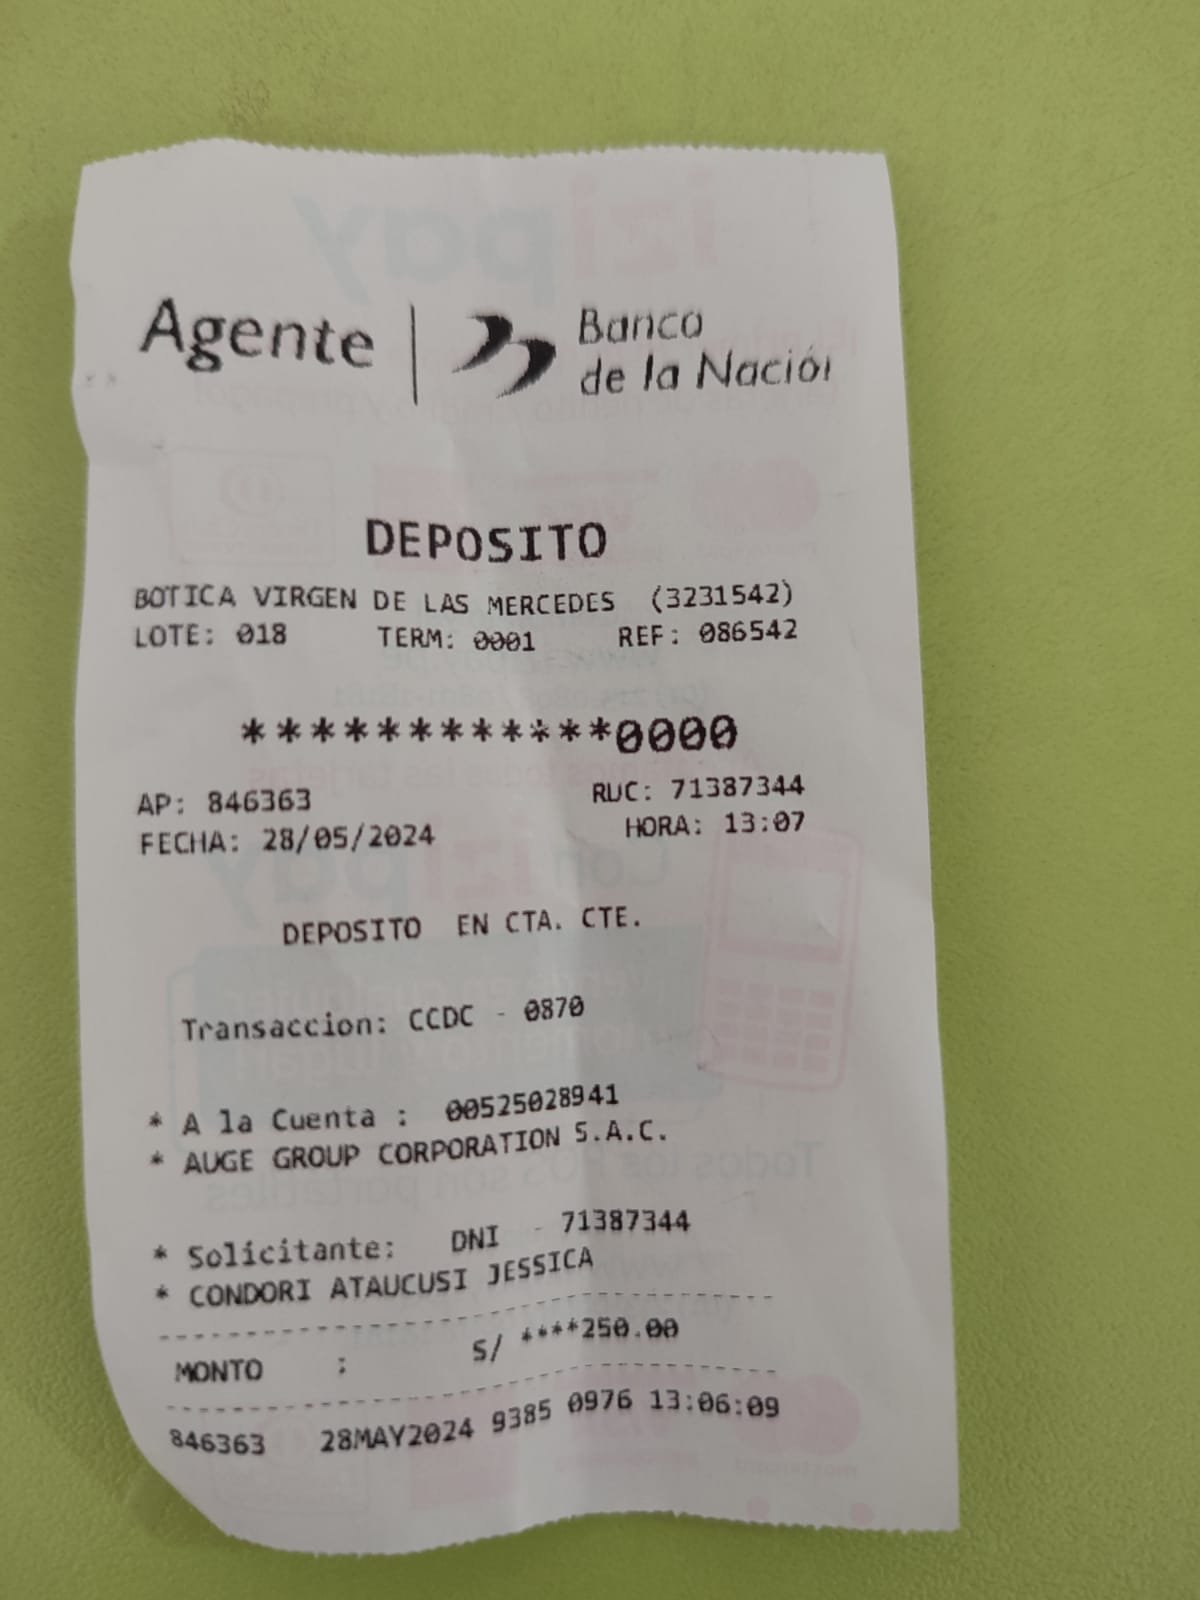 Agente | Banco
de la Nación
DEPOSITO
BOTICA VIRGEN DE LAS MERCEDES (3231542)
LOTE: 018 TERM: 0001 REF: 086542
************0000
AP: 846363 RUC: 71387344
FECHA: 28/05/2024 HORA: 13:07
DEPOSITO EN CTA. CTE.
Transaccion: CCDC - 0870
* A la Cuenta : 00525028941
* AUGE GROUP CORPORATION S.A.C.
* Solicitante: DNI - 71387344
* CONDORI ATAUCUSI JESSICA
MONTO : S/ ****250.00
846363 28MAY2024 9385 0976 13:06:09